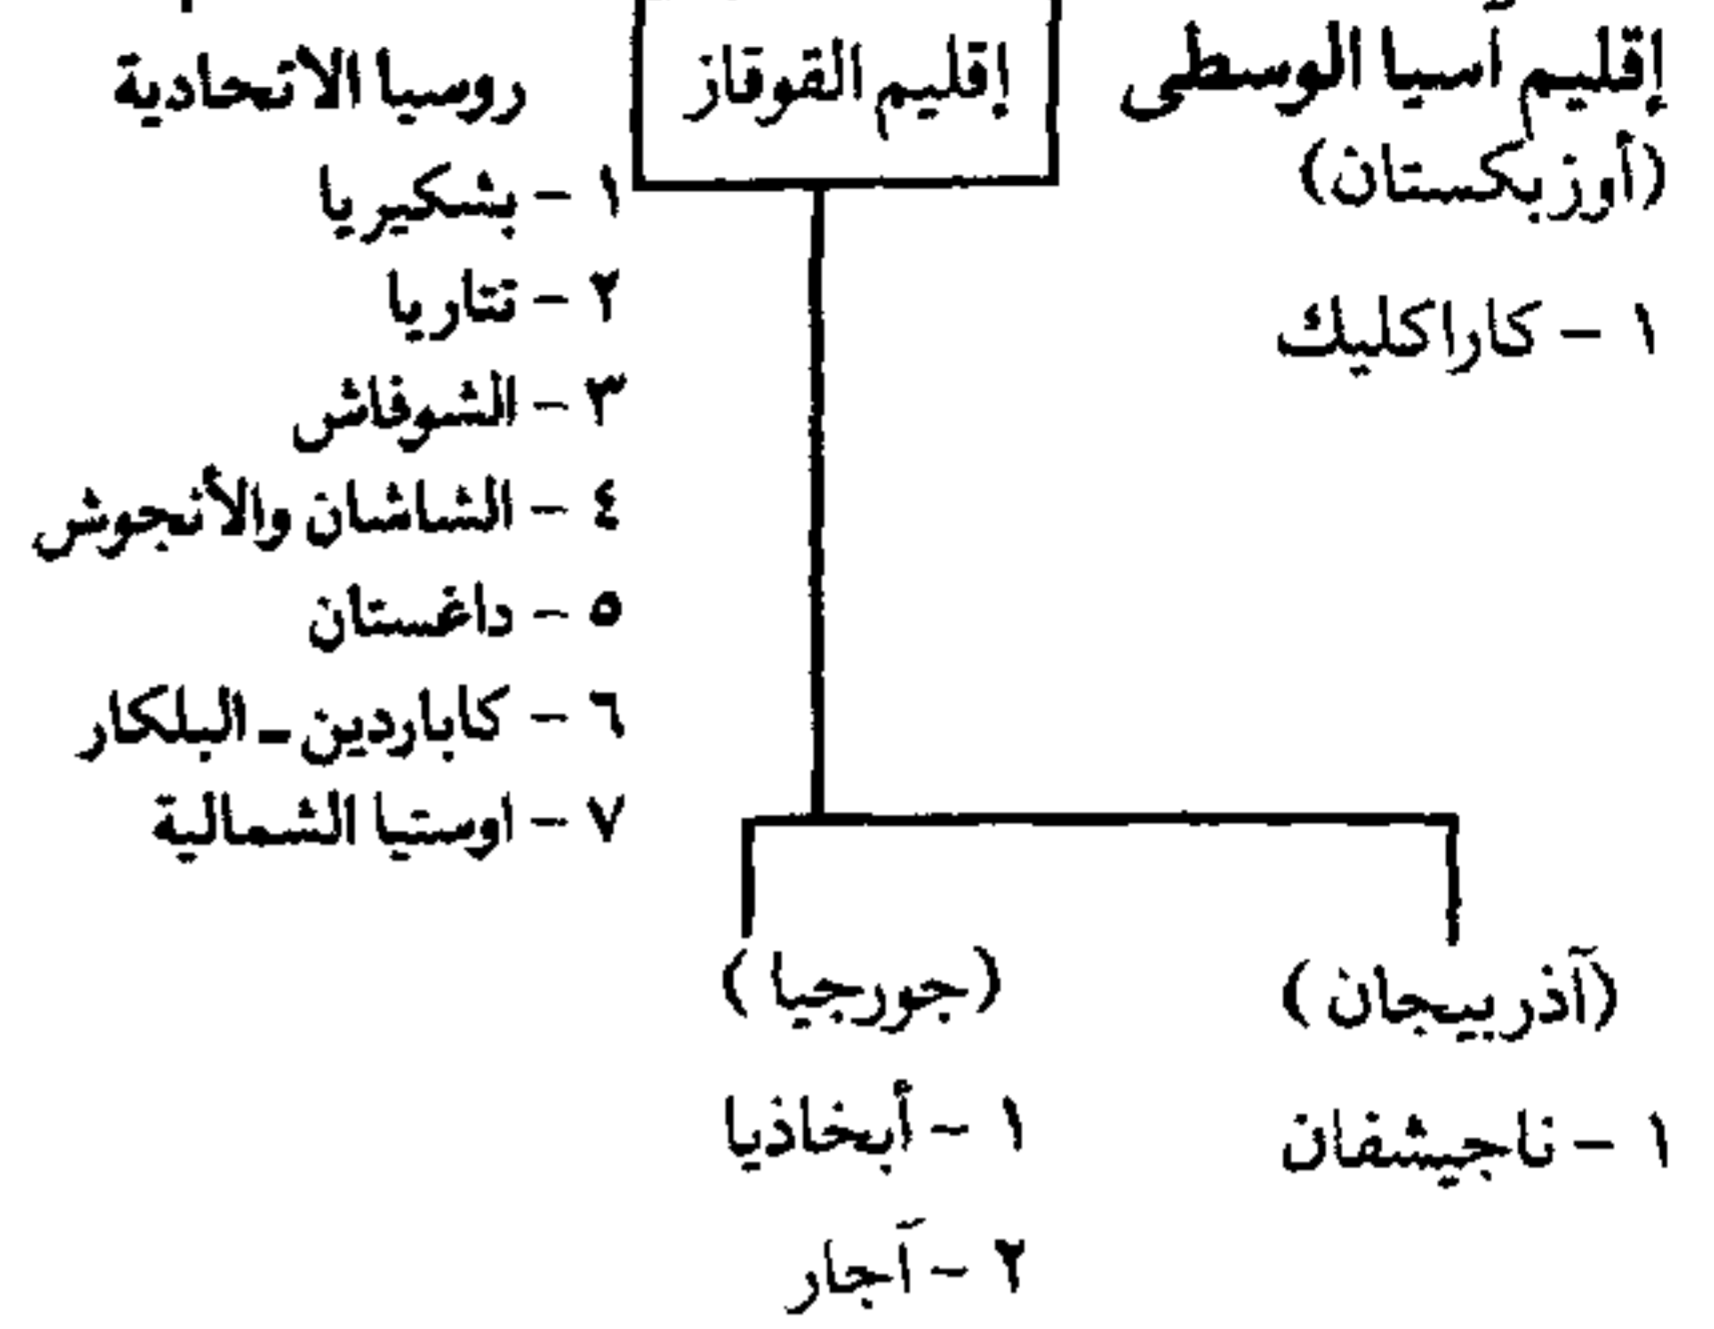 إقليم آسيا الوسطى
(أوزبكستان)
١ - كاراكليك
إقليم القوقاز
(آذربيجان)
١ - ناجيشفان
(جورجيا)
١ - أبخاذيا
٢ - آجار
روسيا الاتحادية
١ - بشكيريا
٢ - تتاريا
٣ - الشوفاش
٤ - الشاشان والأنجوش
٥ - داغستان
٦ - كاباردين - البلكار
٧ - اوستيا الشمالية